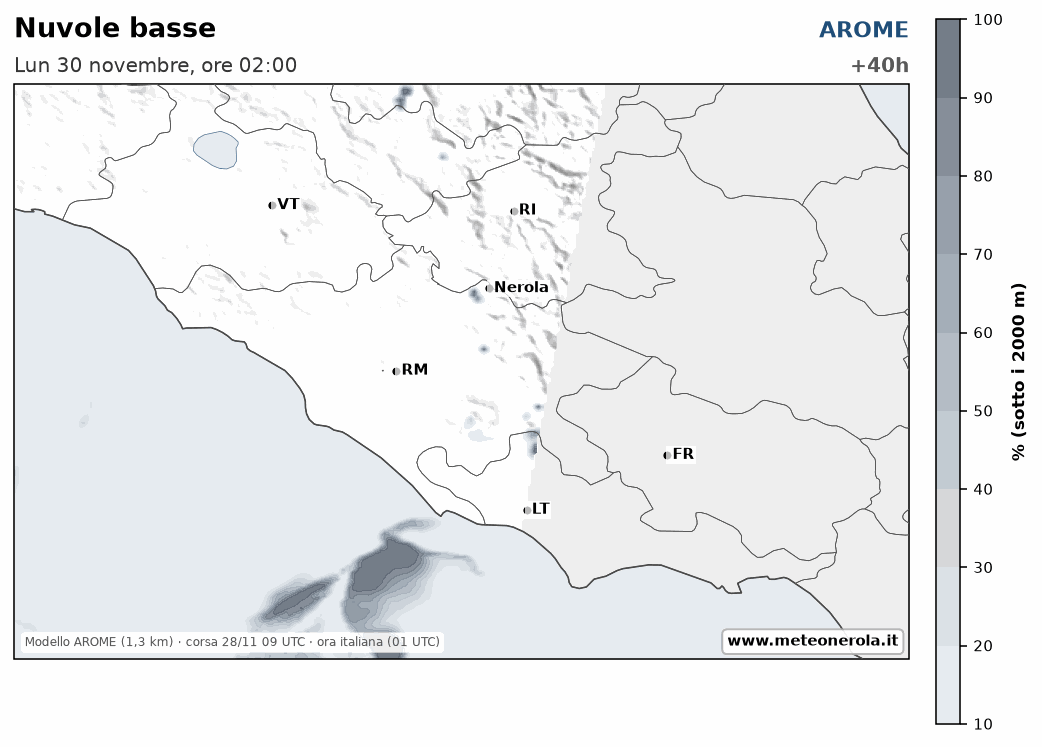 Nuvole basse
AROME
Lun 30 novembre, ore 02:00
+40h
100
90
80
70
60
50
40
30
20
10
% (sotto i 2000 m)
VT
RI
Nerola
RM
FR
LT
Modello AROME (1,3 km) · corsa 28/11 09 UTC · ora italiana (01 UTC)
www.meteonerola.it